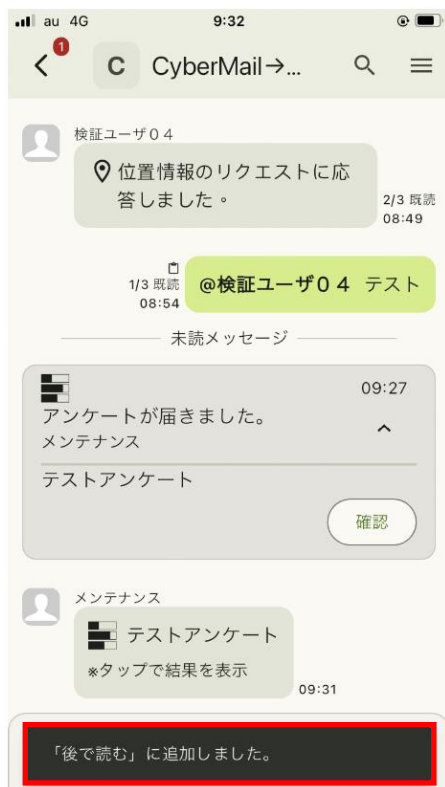 au 4G 9:32
1
C CyberMail→...
検証ユーザ０４
位置情報のリクエストに応
答しました。
2/3 既読
08:49
1/3 既読
08:54
@検証ユーザ０４ テスト
未読メッセージ
09:27
アンケートが届きました。
メンテナンス
テストアンケート
確認
メンテナンス
テストアンケート
※タップで結果を表示
09:31
「後で読む」に追加しました。